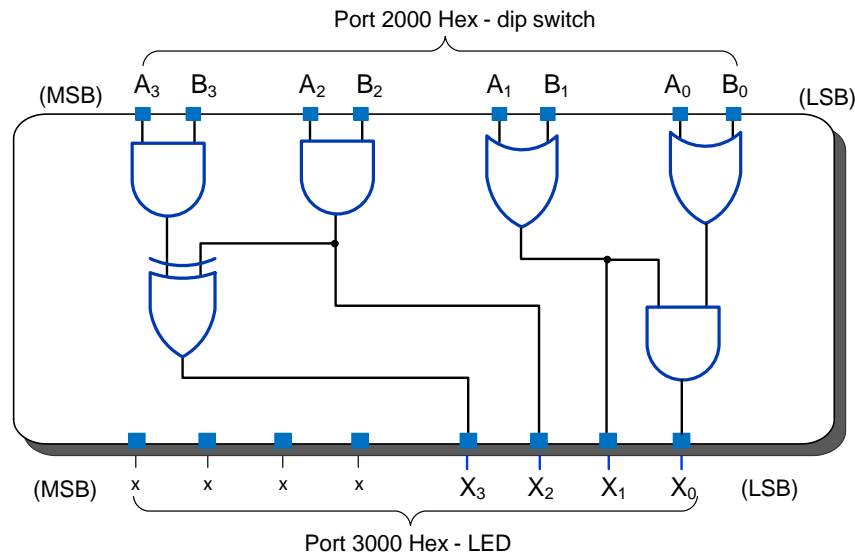 Port 2000 Hex - dip switch
(MSB) A₃ B₃ A₂ B₂ A₁ B₁ A₀ B₀ (LSB)
x x x x X₃ X₂ X₁ X₀
(MSB) (LSB)
Port 3000 Hex - LED